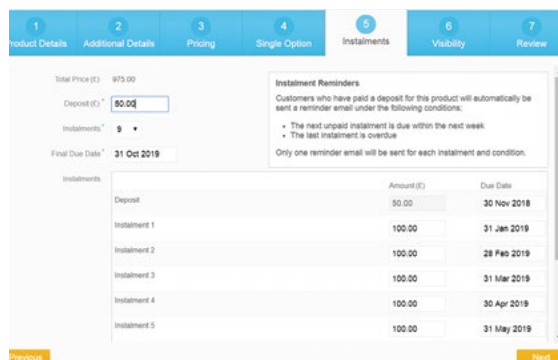 1 2 3 4 5 6 7
Product Details Additional Details Pricing Single Option Instalments Visibility Review
Total Price (£) 975.00
Deposit (£) * 50.00
Instalments * 9
Final Due Date * 31 Oct 2019
Instalment Reminders
Customers who have paid a deposit for this product will automatically be
sent a reminder email under the following conditions:
• The next unpaid instalment is due within the next week
• The last instalment is overdue
Only one reminder email will be sent for each instalment and condition.
Instalments
Amount (£) Due Date
Deposit 50.00 30 Nov 2018
Instalment 1 100.00 31 Jan 2019
Instalment 2 100.00 28 Feb 2019
Instalment 3 100.00 31 Mar 2019
Instalment 4 100.00 30 Apr 2019
Instalment 5 100.00 31 May 2019
Previous Next